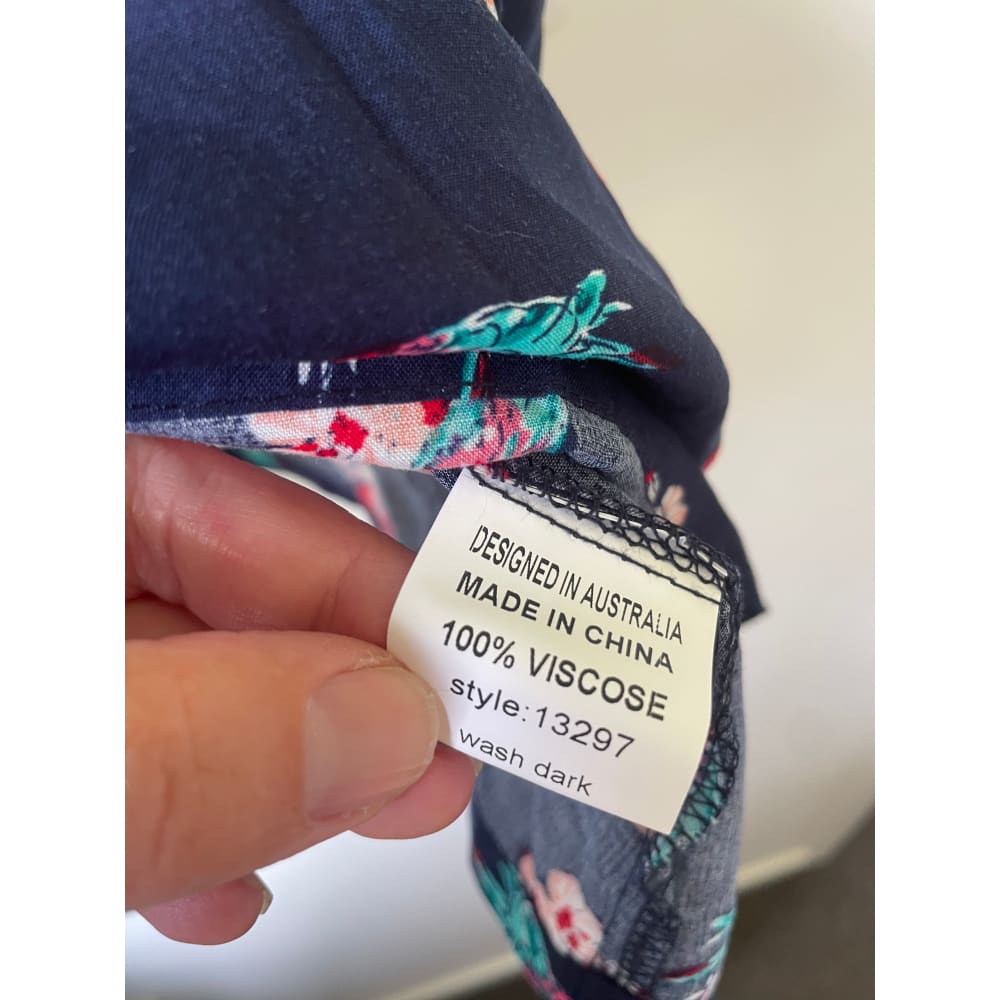 DESIGNED IN AUSTRALIA
MADE IN CHINA
100% VISCOSE
style:13297
wash dark